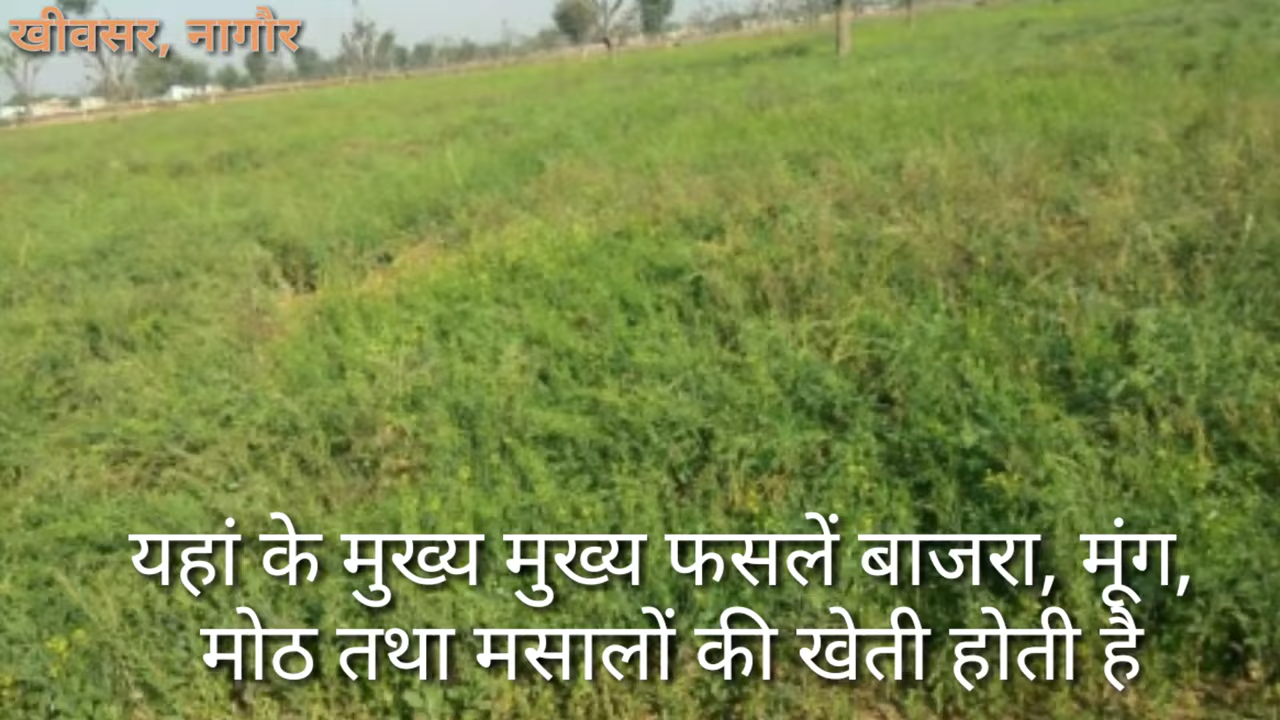 खीवसर, नागौर
यहां के मुख्य मुख्य फसलें बाजरा, मूंग,
मोठ तथा मसालों की खेती होती है